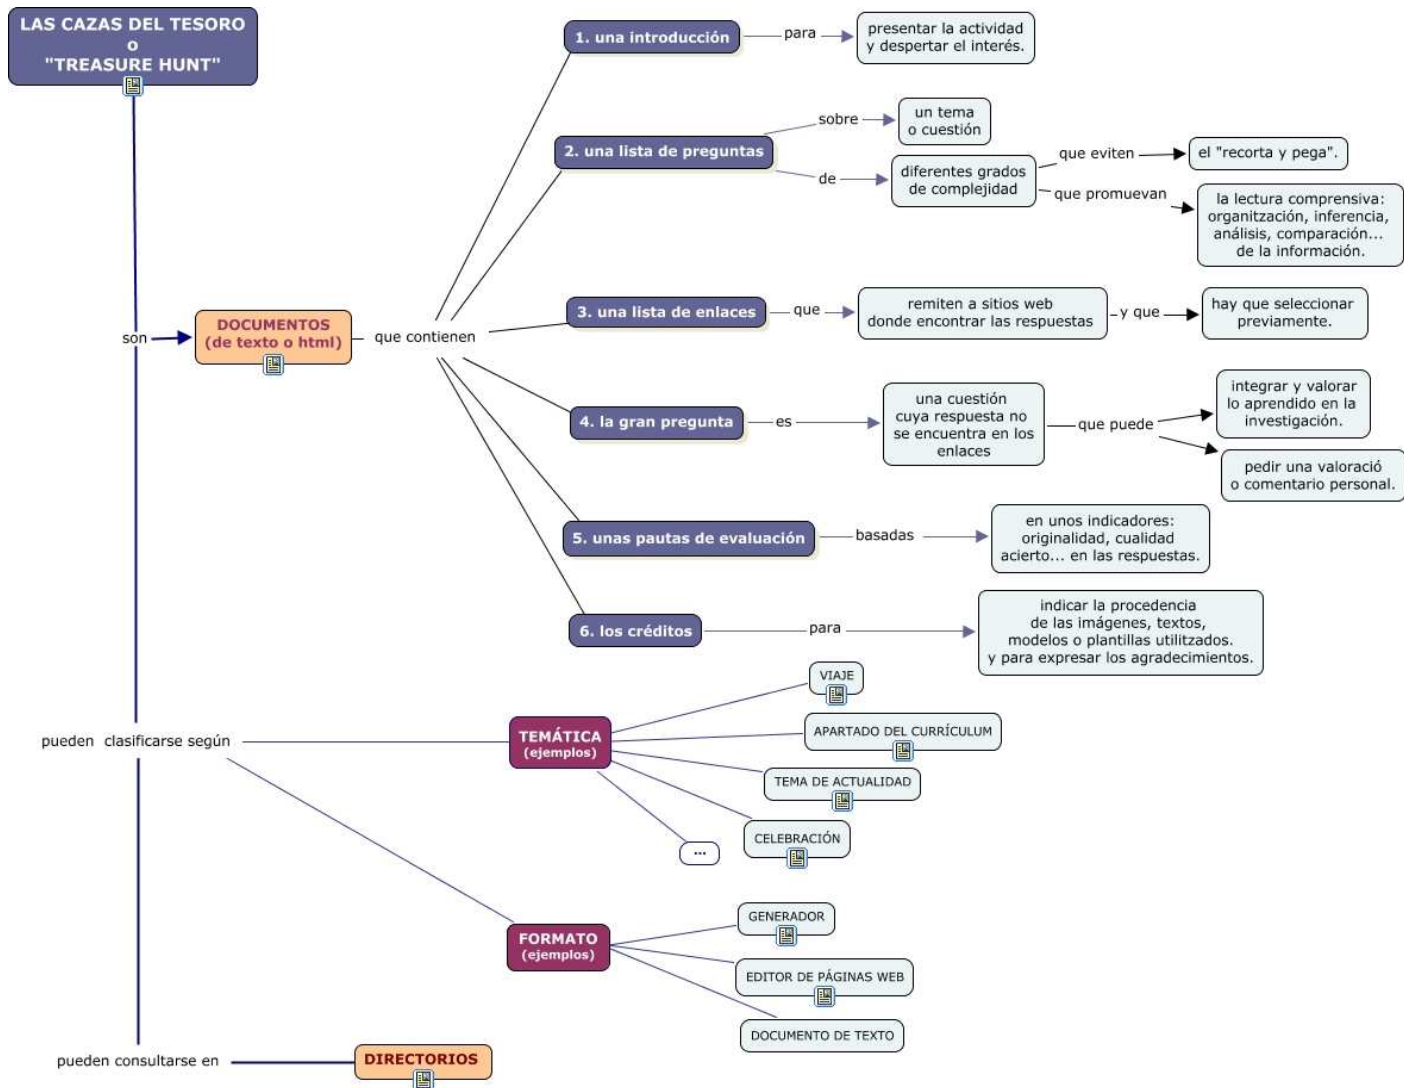 LAS CAZAS DEL TESORO
o
"TREASURE HUNT"
son
DOCUMENTOS
(de texto o html)
que contienen
1. una introducción
para
presentar la actividad
y despertar el interés.
2. una lista de preguntas
sobre
un tema
o cuestión
de
diferentes grados
de complejidad
que eviten
el "recorta y pega".
que promuevan
la lectura comprensiva:
organitzación, inferencia,
análisis, comparación...
de la información.
3. una lista de enlaces
que
remiten a sitios web
donde encontrar las respuestas
y que
hay que seleccionar
previamente.
4. la gran pregunta
es
una cuestión
cuya respuesta no
se encuentra en los
enlaces
que puede
integrar y valorar
lo aprendido en la
investigación.
pedir una valoració
o comentario personal.
5. unas pautas de evaluación
basadas
en unos indicadores:
originalidad, cualidad
acierto... en las respuestas.
6. los créditos
para
indicar la procedencia
de las imágenes, textos,
modelos o plantillas utilitzados.
y para expresar los agradecimientos.
pueden clasificarse según
TEMÁTICA
(ejemplos)
VIAJE
APARTADO DEL CURRÍCULUM
TEMA DE ACTUALIDAD
CELEBRACIÓN
...
FORMATO
(ejemplos)
GENERADOR
EDITOR DE PÁGINAS WEB
DOCUMENTO DE TEXTO
pueden consultarse en
DIRECTORIOS